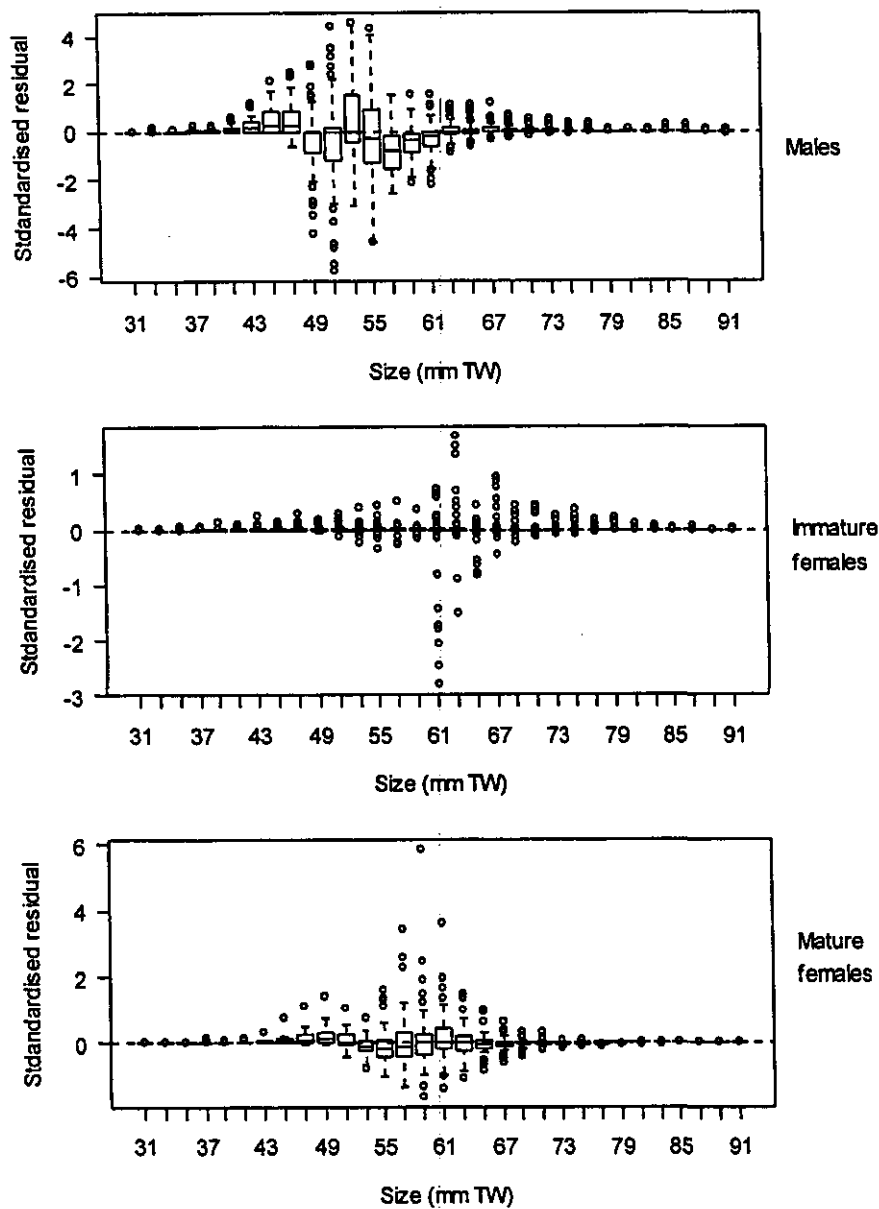 4
2
0
-2
-4
-6
Stdandardised residual
Males
31 37 43 49 55 61 67 73 79 85 91
Size (mm TW)
1
0
-1
-2
-3
Stdandardised residual
Immature
females
31 37 43 49 55 61 67 73 79 85 91
Size (mm TW)
6
4
2
0
Stdandardised residual
Mature
females
31 37 43 49 55 61 67 73 79 85 91
Size (mm TW)